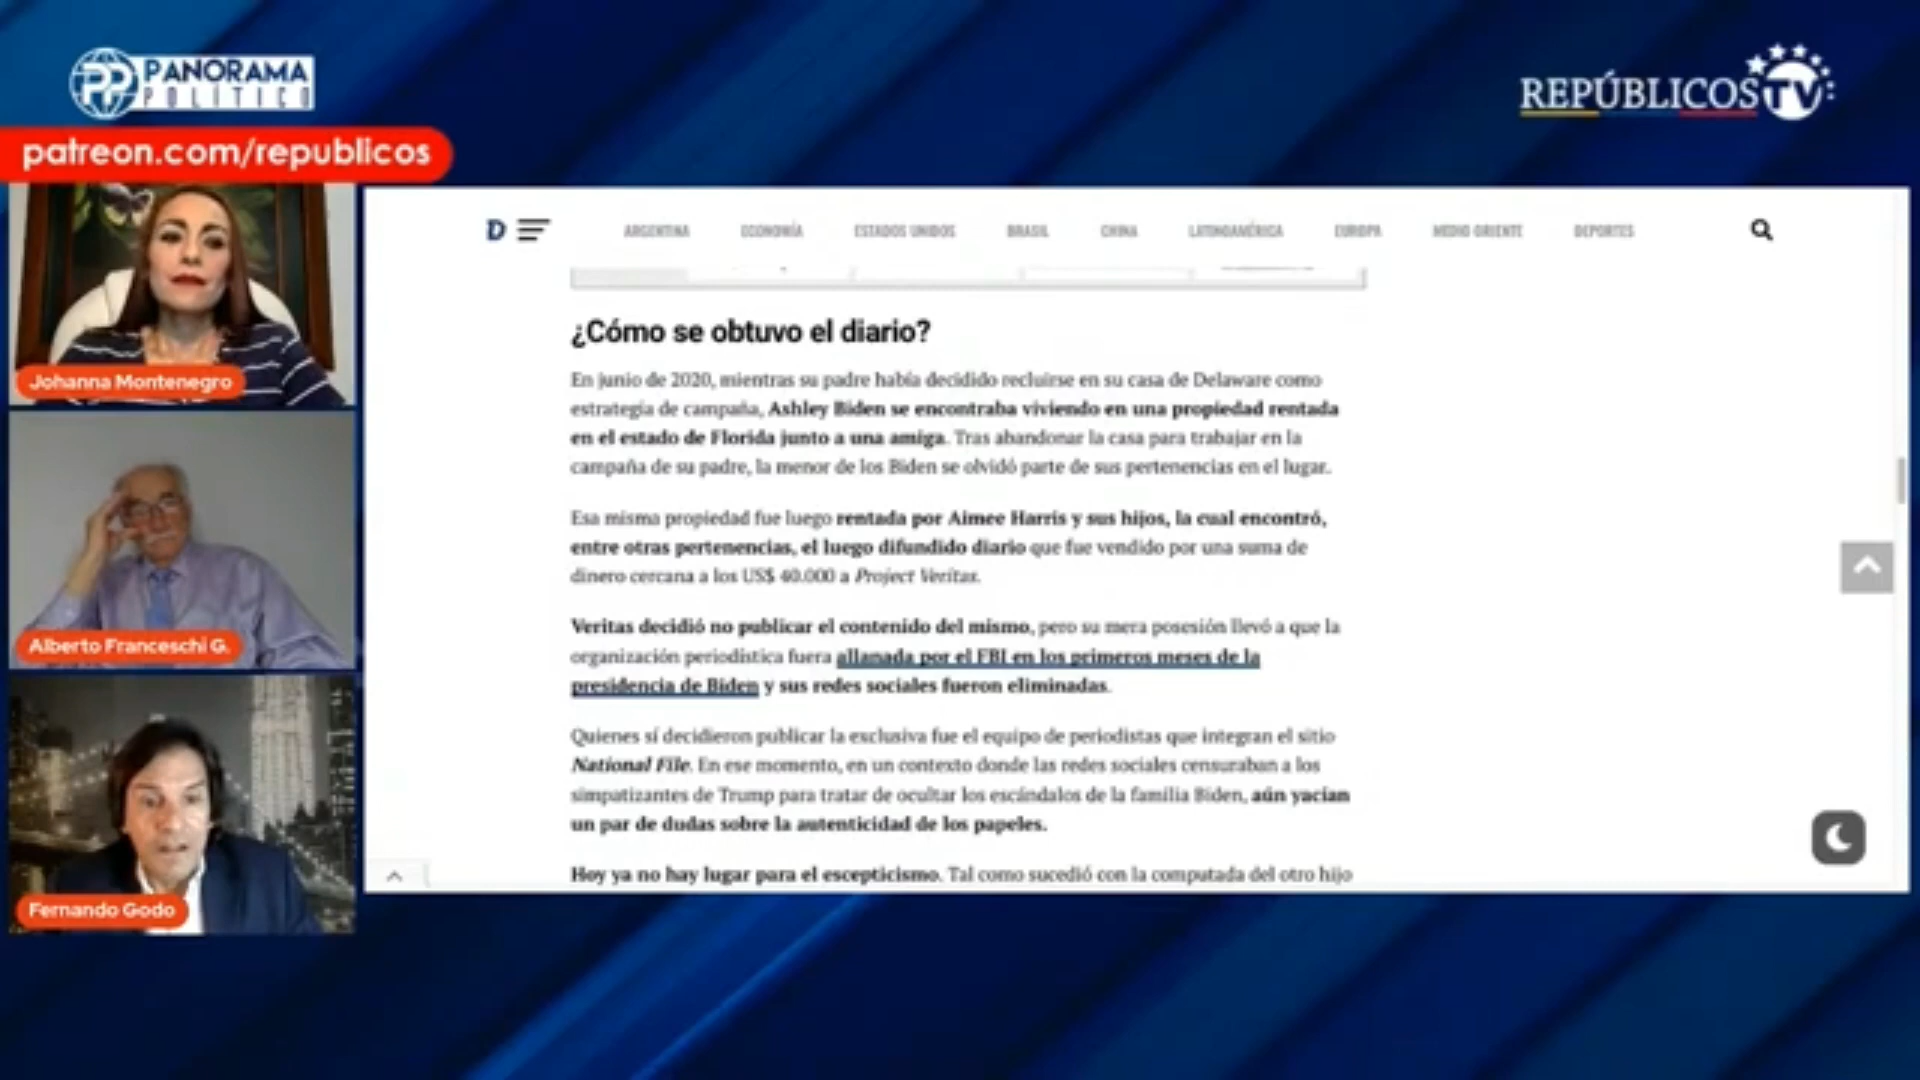 PANORAMA
POLÍTICO
REPÚBLICOS TV
patreon.com/republicos
Johanna Montenegro
Alberto Franceschi G.
Fernando Godo
D
ARGENTINA ECONOMÍA ESTADOS UNIDOS BRASIL CHINA LATINOAMÉRICA EUROPA MEDIO ORIENTE DEPORTES
¿Cómo se obtuvo el diario?
En junio de 2020, mientras su padre había decidido recluirse en su casa de Delaware como
estrategia de campaña, Ashley Biden se encontraba viviendo en una propiedad rentada
en el estado de Florida junto a una amiga. Tras abandonar la casa para trabajar en la
campaña de su padre, la menor de los Biden se olvidó parte de sus pertenencias en el lugar.
Esa misma propiedad fue luego rentada por Aimee Harris y sus hijos, la cual encontró,
entre otras pertenencias, el luego difundido diario que fue vendido por una suma de
dinero cercana a los US$ 40.000 a Project Veritas.
Veritas decidió no publicar el contenido del mismo, pero su mera posesión llevó a que la
organización periodística fuera allanada por el FBI en los primeros meses de la
presidencia de Biden y sus redes sociales fueron eliminadas.
Quienes sí decidieron publicar la exclusiva fue el equipo de periodistas que integran el sitio
National File. En ese momento, en un contexto donde las redes sociales censuraban a los
simpatizantes de Trump para tratar de ocultar los escándalos de la familia Biden, aún yacían
un par de dudas sobre la autenticidad de los papeles.
Hoy ya no hay lugar para el escepticismo. Tal como sucedió con la computada del otro hijo